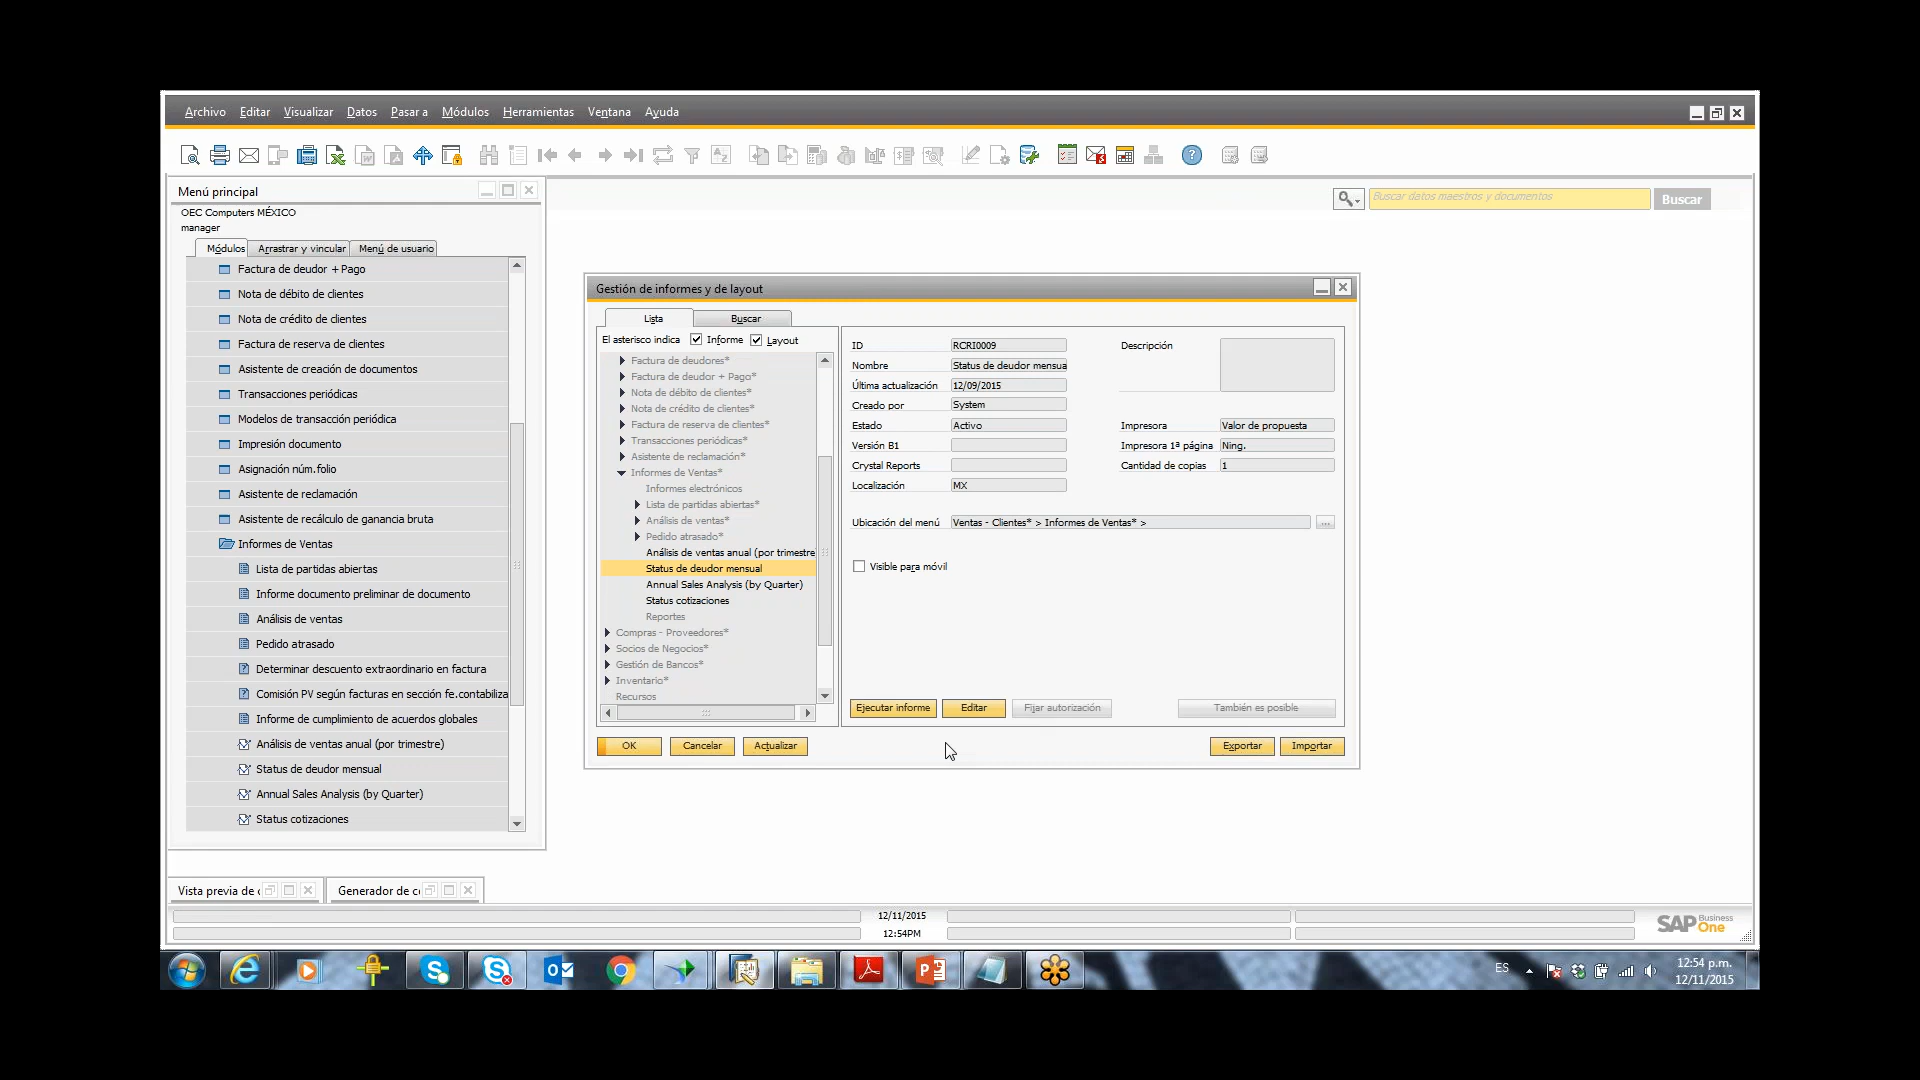 Archivo Editar Visualizar Datos Pasar a Módulos Herramientas Ventana Ayuda
Menú principal
Buscar datos maestros y documentos
Buscar
OEC Computers MÉXICO
manager
Módulos Arrastrar y vincular Menú de usuario
Factura de deudor + Pago
Nota de débito de clientes
Nota de crédito de clientes
Factura de reserva de clientes
Asistente de creación de documentos
Transacciones periódicas
Modelos de transacción periódica
Impresión documento
Asignación núm.folio
Asistente de reclamación
Asistente de recálculo de ganancia bruta
Informes de Ventas
Lista de partidas abiertas
Informe documento preliminar de documento
Análisis de ventas
Pedido atrasado
Determinar descuento extraordinario en factura
Comisión PV según facturas en sección fe.contabiliza
Informe de cumplimiento de acuerdos globales
Análisis de ventas anual (por trimestre)
Status de deudor mensual
Annual Sales Analysis (by Quarter)
Status cotizaciones
Gestión de informes y de layout
Lista Buscar
El asterisco indica Informe Layout
Factura de deudores*
Factura de deudor + Pago*
Nota de débito de clientes*
Nota de crédito de clientes*
Factura de reserva de clientes*
Transacciones periódicas*
Asistente de reclamación*
Informes de Ventas*
Informes electrónicos
Lista de partidas abiertas*
Análisis de ventas*
Pedido atrasado*
Análisis de ventas anual (por trimestre
Status de deudor mensual
Annual Sales Analysis (by Quarter)
Status cotizaciones
Reportes
Compras - Proveedores*
Socios de Negocios*
Gestión de Bancos*
Inventario*
Recursos
ID RCRI0009
Nombre Status de deudor mensua
Última actualización 12/09/2015
Creado por System
Estado Activo
Versión B1
Crystal Reports
Localización MX
Descripción
Impresora Valor de propuesta
Impresora 1ª página Ning.
Cantidad de copias 1
Ubicación del menú Ventas - Clientes* > Informes de Ventas* > ...
Visible para móvil
Ejecutar informe Editar Fijar autorización También es posible
OK Cancelar Actualizar Exportar Importar
Vista previa de c Generador de c
12/11/2015
12:54PM
SAP Business One
ES
12:54 p.m.
12/11/2015